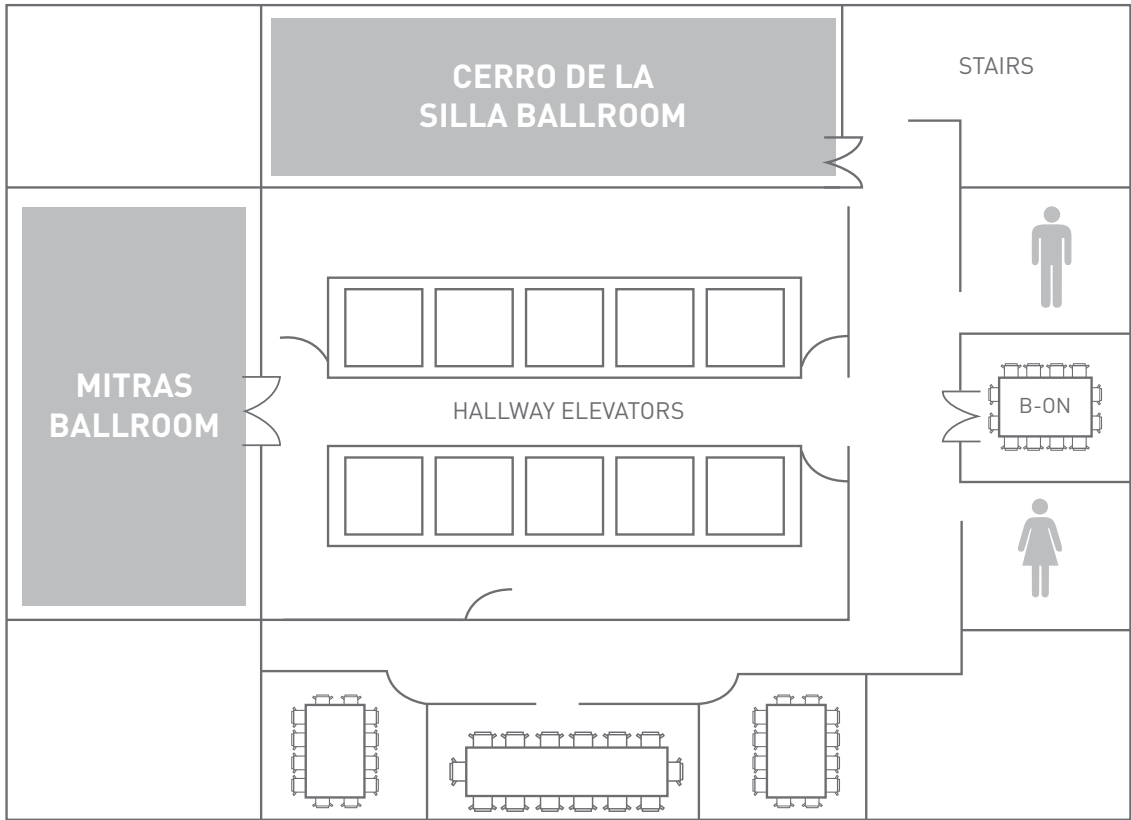 CERRO DE LA
SILLA BALLROOM
STAIRS
MITRAS
BALLROOM
HALLWAY ELEVATORS
B-ON